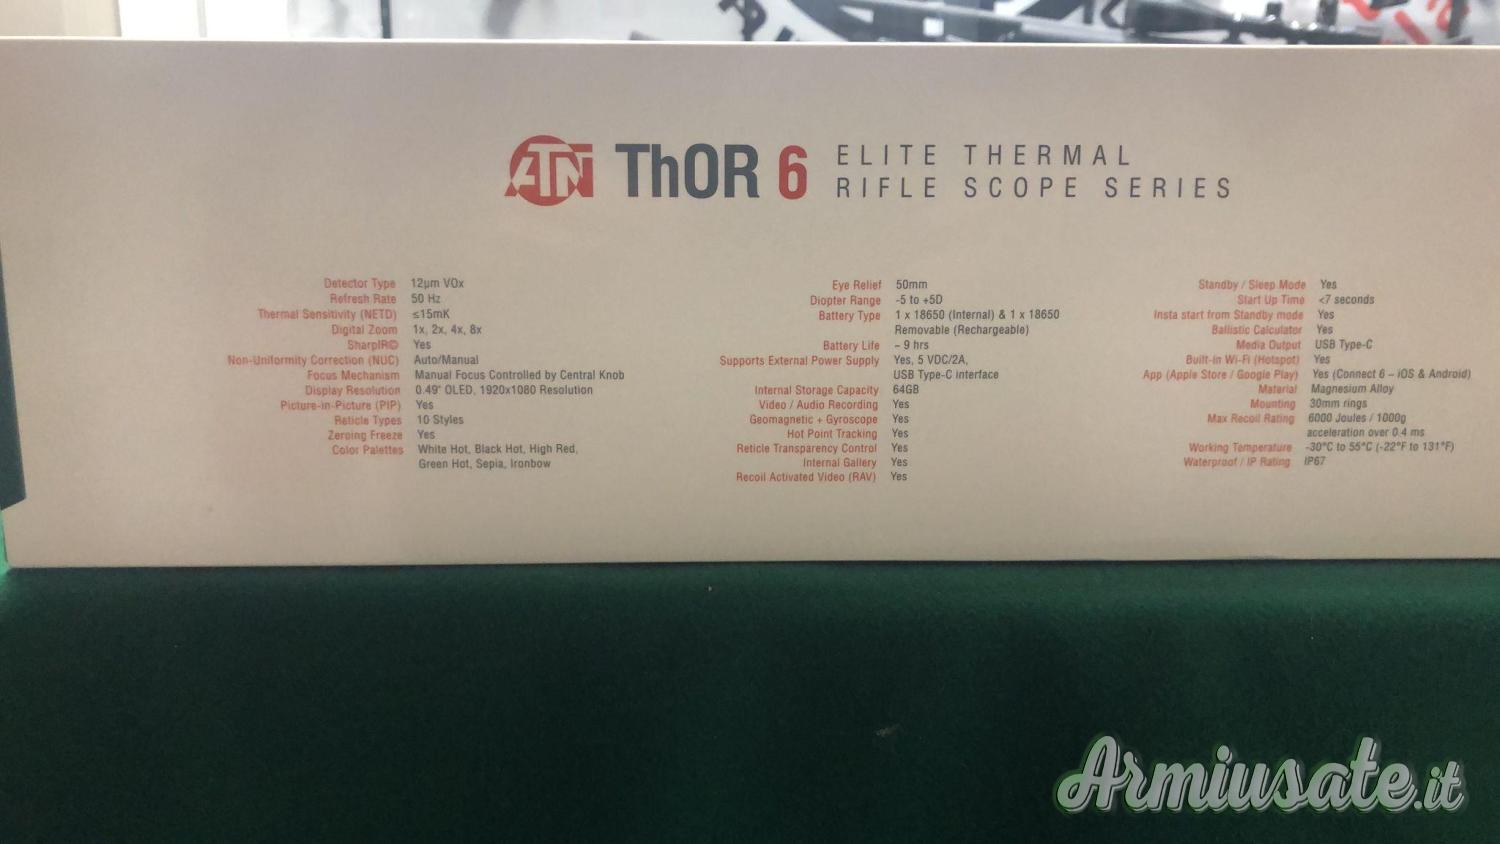 ATN ThOR 6 ELITE THERMAL
RIFLE SCOPE SERIES
Detector Type 12µm VOx
Refresh Rate 50 Hz
Thermal Sensitivity (NETD) ≤15mK
Digital Zoom 1x, 2x, 4x, 8x
SharpIR© Yes
Non-Uniformity Correction (NUC) Auto/Manual
Focus Mechanism Manual Focus Controlled by Central Knob
Display Resolution 0.49" OLED, 1920x1080 Resolution
Picture-in-Picture (PIP) Yes
Reticle Types 10 Styles
Zeroing Freeze Yes
Color Palettes White Hot, Black Hot, High Red,
Green Hot, Sepia, Ironbow
Eye Relief 50mm
Diopter Range -5 to +5D
Battery Type 1 x 18650 (Internal) & 1 x 18650
Removable (Rechargeable)
Battery Life ~ 9 hrs
Supports External Power Supply Yes, 5 VDC/2A,
USB Type-C interface
Internal Storage Capacity 64GB
Video / Audio Recording Yes
Geomagnetic + Gyroscope Yes
Hot Point Tracking Yes
Reticle Transparency Control Yes
Internal Gallery Yes
Recoil Activated Video (RAV) Yes
Standby / Sleep Mode Yes
Start Up Time <7 seconds
Insta start from Standby mode Yes
Ballistic Calculator Yes
Media Output USB Type-C
Built-in Wi-Fi (Hotspot) Yes
App (Apple Store / Google Play) Yes (Connect 6 – iOS & Android)
Material Magnesium Alloy
Mounting 30mm rings
Max Recoil Rating 6000 Joules / 1000g
acceleration over 0.4 ms
Working Temperature -30°C to 55°C (-22°F to 131°F)
Waterproof / IP Rating IP67
Armiusate.it